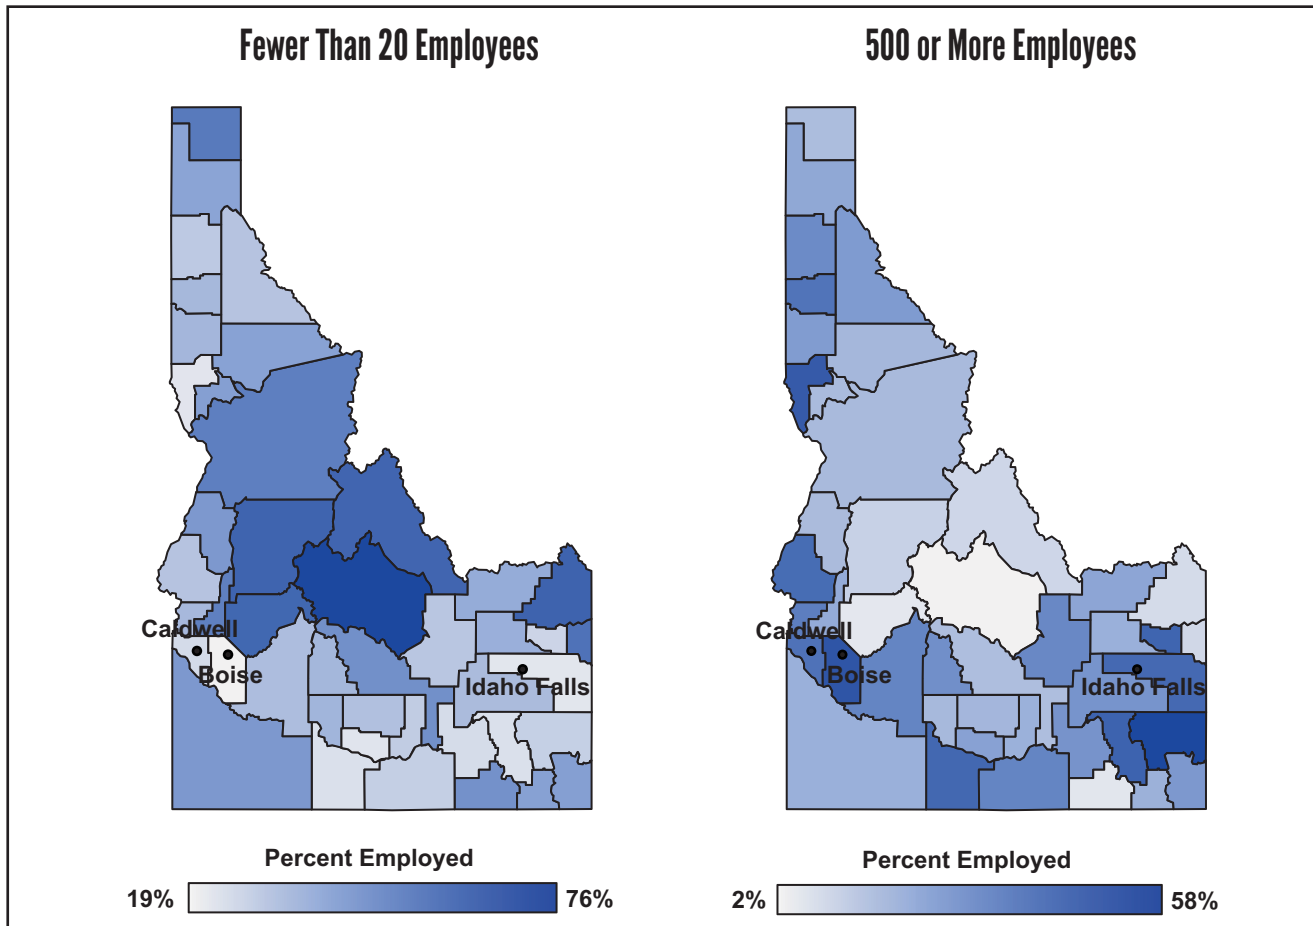 Fewer Than 20 Employees
500 or More Employees
Caldwell
Boise
Idaho Falls
Caldwell
Boise
Idaho Falls
Percent Employed
19%
76%
Percent Employed
2%
58%